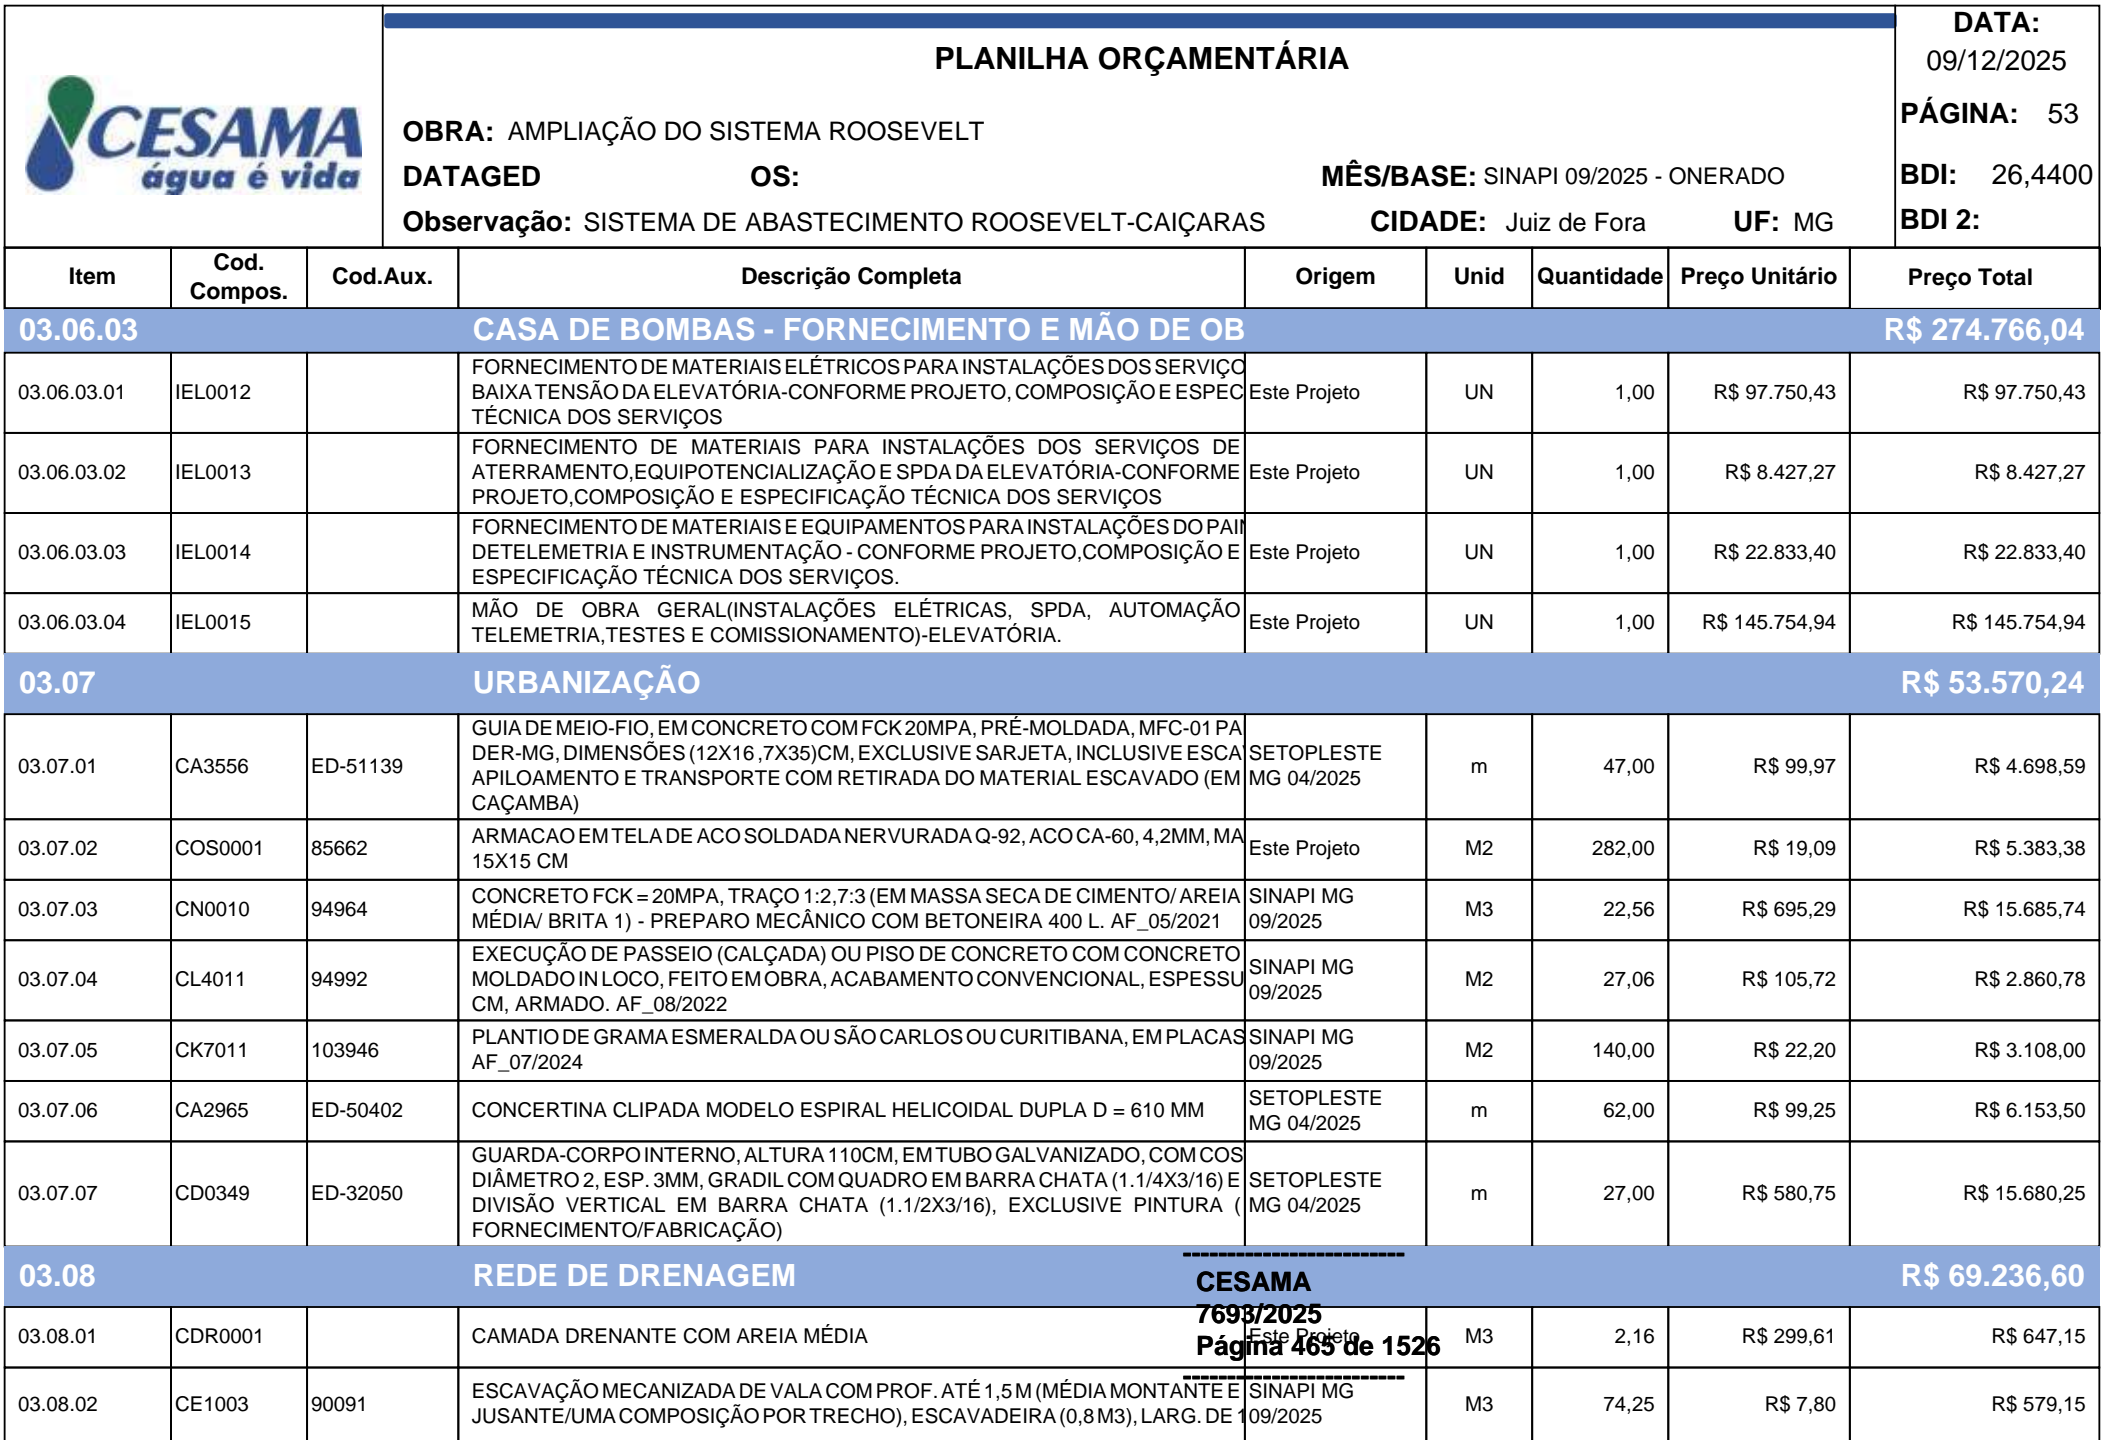 CESAMA
água é vida
PLANILHA ORÇAMENTÁRIA
OBRA: AMPLIAÇÃO DO SISTEMA ROOSEVELT
DATAGED OS: MÊS/BASE: SINAPI 09/2025 - ONERADO
Observação: SISTEMA DE ABASTECIMENTO ROOSEVELT-CAIÇARAS CIDADE: Juiz de Fora UF: MG
DATA:
09/12/2025
PÁGINA: 53
BDI: 26,4400
BDI 2:
Item Cod. Compos. Cod.Aux. Descrição Completa Origem Unid Quantidade Preço Unitário Preço Total
03.06.03 CASA DE BOMBAS - FORNECIMENTO E MÃO DE OB R$ 274.766,04
FORNECIMENTO DE MATERIAIS ELÉTRICOS PARA INSTALAÇÕES DOS SERVIÇO
03.06.03.01 IEL0012 BAIXA TENSÃO DA ELEVATÓRIA-CONFORME PROJETO, COMPOSIÇÃO E ESPEC Este Projeto UN 1,00 R$ 97.750,43 R$ 97.750,43
TÉCNICA DOS SERVIÇOS
FORNECIMENTO DE MATERIAIS PARA INSTALAÇÕES DOS SERVIÇOS DE
03.06.03.02 IEL0013 ATERRAMENTO,EQUIPOTENCIALIZAÇÃO E SPDA DA ELEVATÓRIA-CONFORME Este Projeto UN 1,00 R$ 8.427,27 R$ 8.427,27
PROJETO,COMPOSIÇÃO E ESPECIFICAÇÃO TÉCNICA DOS SERVIÇOS
FORNECIMENTO DE MATERIAIS E EQUIPAMENTOS PARA INSTALAÇÕES DO PAI
03.06.03.03 IEL0014 DETELEMETRIA E INSTRUMENTAÇÃO - CONFORME PROJETO,COMPOSIÇÃO E Este Projeto UN 1,00 R$ 22.833,40 R$ 22.833,40
ESPECIFICAÇÃO TÉCNICA DOS SERVIÇOS.
MÃO DE OBRA GERAL(INSTALAÇÕES ELÉTRICAS, SPDA, AUTOMAÇÃO
03.06.03.04 IEL0015 TELEMETRIA,TESTES E COMISSIONAMENTO)-ELEVATÓRIA. Este Projeto UN 1,00 R$ 145.754,94 R$ 145.754,94
03.07 URBANIZAÇÃO R$ 53.570,24
GUIA DE MEIO-FIO, EM CONCRETO COM FCK 20MPA, PRÉ-MOLDADA, MFC-01 PA
DER-MG, DIMENSÕES (12X16 ,7X35)CM, EXCLUSIVE SARJETA, INCLUSIVE ESCA SETOPLESTE
03.07.01 CA3556 ED-51139 APILOAMENTO E TRANSPORTE COM RETIRADA DO MATERIAL ESCAVADO (EM MG 04/2025 m 47,00 R$ 99,97 R$ 4.698,59
CAÇAMBA)
ARMACAO EM TELA DE ACO SOLDADA NERVURADA Q-92, ACO CA-60, 4,2MM, MA
03.07.02 COS0001 85662 15X15 CM Este Projeto M2 282,00 R$ 19,09 R$ 5.383,38
CONCRETO FCK = 20MPA, TRAÇO 1:2,7:3 (EM MASSA SECA DE CIMENTO/ AREIA SINAPI MG
03.07.03 CN0010 94964 MÉDIA/ BRITA 1) - PREPARO MECÂNICO COM BETONEIRA 400 L. AF_05/2021 09/2025 M3 22,56 R$ 695,29 R$ 15.685,74
EXECUÇÃO DE PASSEIO (CALÇADA) OU PISO DE CONCRETO COM CONCRETO
03.07.04 CL4011 94992 MOLDADO IN LOCO, FEITO EM OBRA, ACABAMENTO CONVENCIONAL, ESPESSU SINAPI MG 09/2025 M2 27,06 R$ 105,72 R$ 2.860,78
CM, ARMADO. AF_08/2022
PLANTIO DE GRAMA ESMERALDA OU SÃO CARLOS OU CURITIBANA, EM PLACAS SINAPI MG
03.07.05 CK7011 103946 AF_07/2024 09/2025 M2 140,00 R$ 22,20 R$ 3.108,00
03.07.06 CA2965 ED-50402 CONCERTINA CLIPADA MODELO ESPIRAL HELICOIDAL DUPLA D = 610 MM SETOPLESTE MG 04/2025 m 62,00 R$ 99,25 R$ 6.153,50
GUARDA-CORPO INTERNO, ALTURA 110CM, EM TUBO GALVANIZADO, COM COS
DIÂMETRO 2, ESP. 3MM, GRADIL COM QUADRO EM BARRA CHATA (1.1/4X3/16) E SETOPLESTE
03.07.07 CD0349 ED-32050 DIVISÃO VERTICAL EM BARRA CHATA (1.1/2X3/16), EXCLUSIVE PINTURA ( MG 04/2025 m 27,00 R$ 580,75 R$ 15.680,25
FORNECIMENTO/FABRICAÇÃO)
03.08 REDE DE DRENAGEM R$ 69.236,60
-------------------------
CESAMA
7693/2025
Página 465 de 1526
-------------------------
03.08.01 CDR0001 CAMADA DRENANTE COM AREIA MÉDIA Este Projeto M3 2,16 R$ 299,61 R$ 647,15
ESCAVAÇÃO MECANIZADA DE VALA COM PROF. ATÉ 1,5 M (MÉDIA MONTANTE E SINAPI MG
03.08.02 CE1003 90091 JUSANTE/UMA COMPOSIÇÃO POR TRECHO), ESCAVADEIRA (0,8 M3), LARG. DE 1 09/2025 M3 74,25 R$ 7,80 R$ 579,15